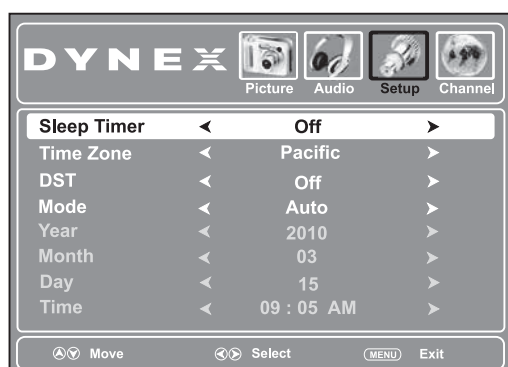 DYNEX
Picture Audio Setup Channel
Sleep Timer Off
Time Zone Pacific
DST Off
Mode Auto
Year 2010
Month 03
Day 15
Time 09 : 05 AM
Move Select MENU Exit